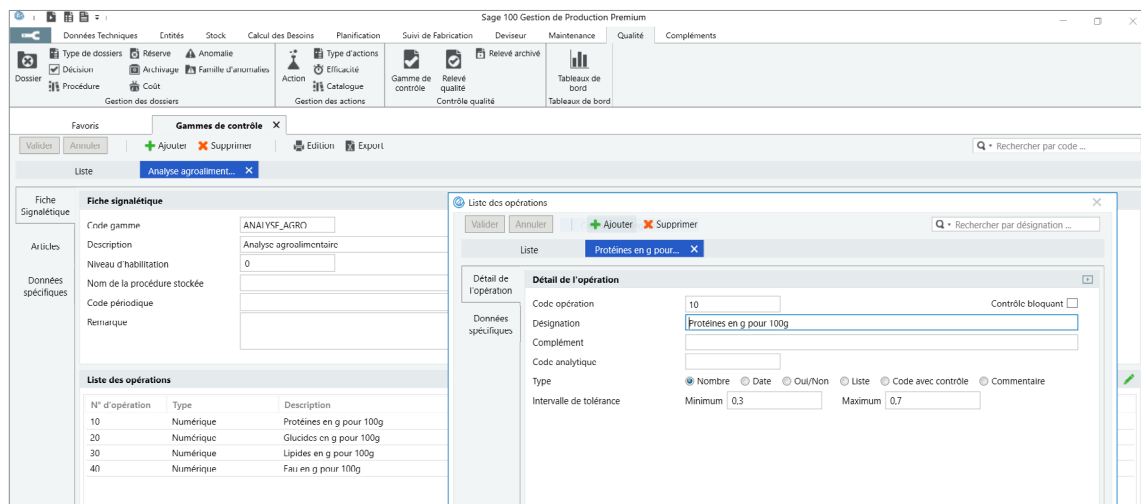 Sage 100 Gestion de Production Premium
Données Techniques Entités Stock Calcul des Besoins Planification Suivi de Fabrication Deviseur Maintenance Qualité Compléments
Dossier
Type de dossiers Réserve Anomalie
Décision Archivage Famille d'anomalies
Procédure Coût
Gestion des dossiers
Action
Type d'actions
Efficacité
Catalogue
Gestion des actions
Gamme de contrôle
Relevé qualité
Relevé archivé
Contrôle qualité
Tableaux de bord
Tableaux de bord
Favoris Gammes de contrôle X
Valider Annuler Ajouter Supprimer Edition Export Rechercher par code ...
Liste Analyse agroaliment... X
Fiche Signalétique
Articles
Données spécifiques
Fiche signalétique
Code gamme ANALYSE_AGRO
Description Analyse agroalimentaire
Niveau d'habilitation 0
Nom de la procédure stockée
Code périodique
Remarque
Liste des opérations
N° d'opération Type Description
10 Numérique Protéines en g pour 100g
20 Numérique Glucides en g pour 100g
30 Numérique Lipides en g pour 100g
40 Numérique Eau en g pour 100g
Liste des opérations
Valider Annuler Ajouter Supprimer Rechercher par désignation ...
Liste Protéines en g pour... X
Détail de l'opération
Données spécifiques
Détail de l'opération
Code opération 10 Contrôle bloquant
Désignation Protéines en g pour 100g
Complément
Code analytique
Type Nombre Date Oui/Non Liste Code avec contrôle Commentaire
Intervalle de tolérance Minimum 0,3 Maximum 0,7